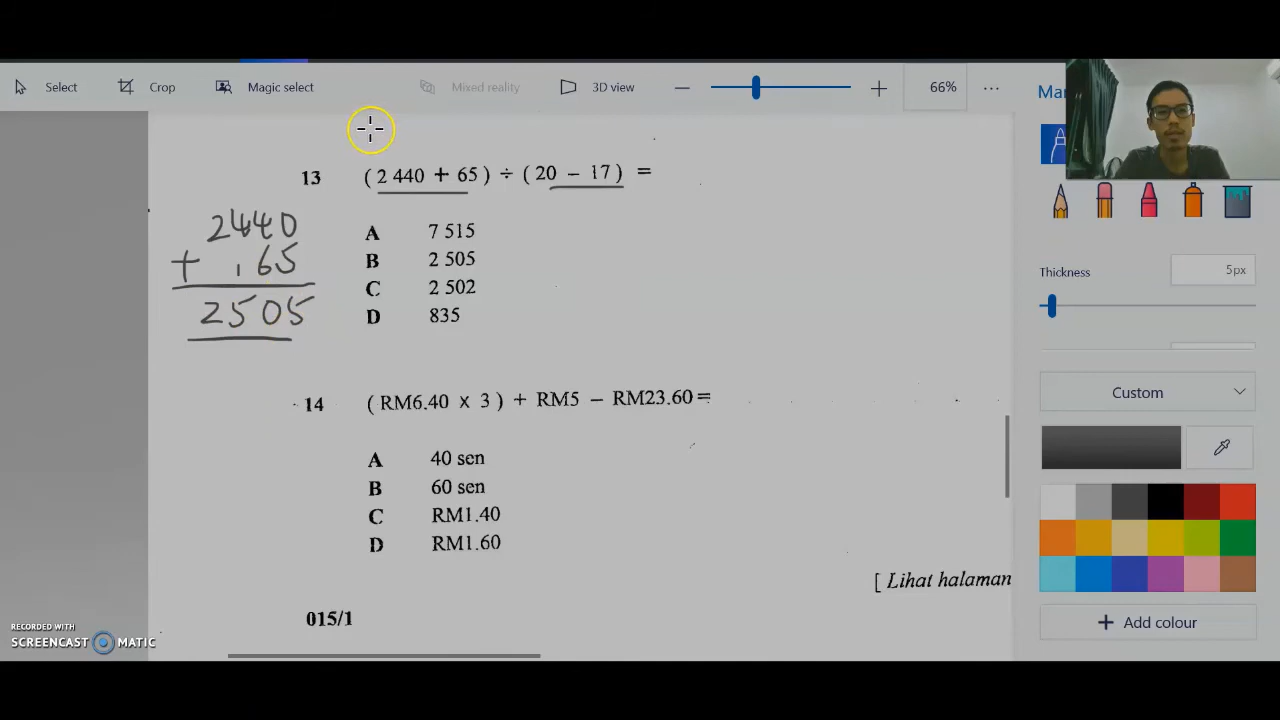 Select Crop Magic select Mixed reality 3D view 66% ...
13 ( 2 440 + 65 ) ÷ ( 20 − 17 ) =
2440
+ 165
2505
A 7 515
B 2 505
C 2 502
D 835
14 ( RM6.40 x 3 ) + RM5 − RM23.60 =
A 40 sen
B 60 sen
C RM1.40
D RM1.60
[ Lihat halaman
015/1
Thickness 5px
Custom
+ Add colour
RECORDED WITH
SCREENCAST MATIC